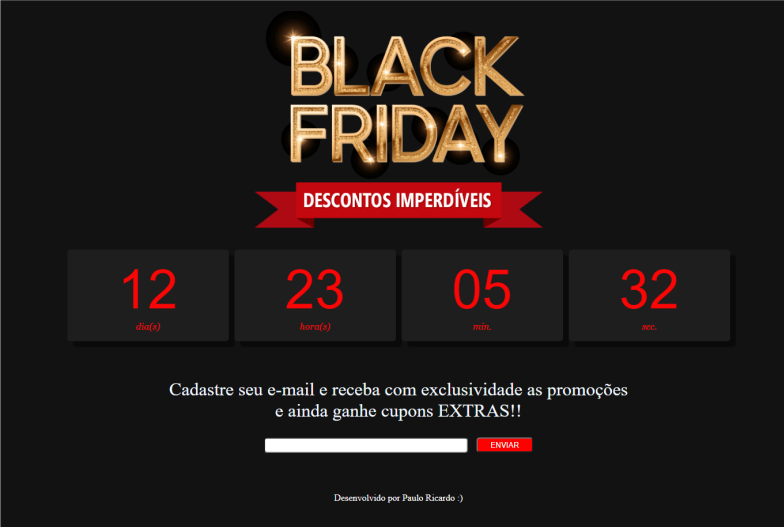 BLACK
FRIDAY
DESCONTOS IMPERDÍVEIS
12 23 05 32
dia(s) hora(s) min. sec.
Cadastre seu e-mail e receba com exclusividade as promoções
e ainda ganhe cupons EXTRAS!!
ENVIAR
Desenvolvido por Paulo Ricardo :)